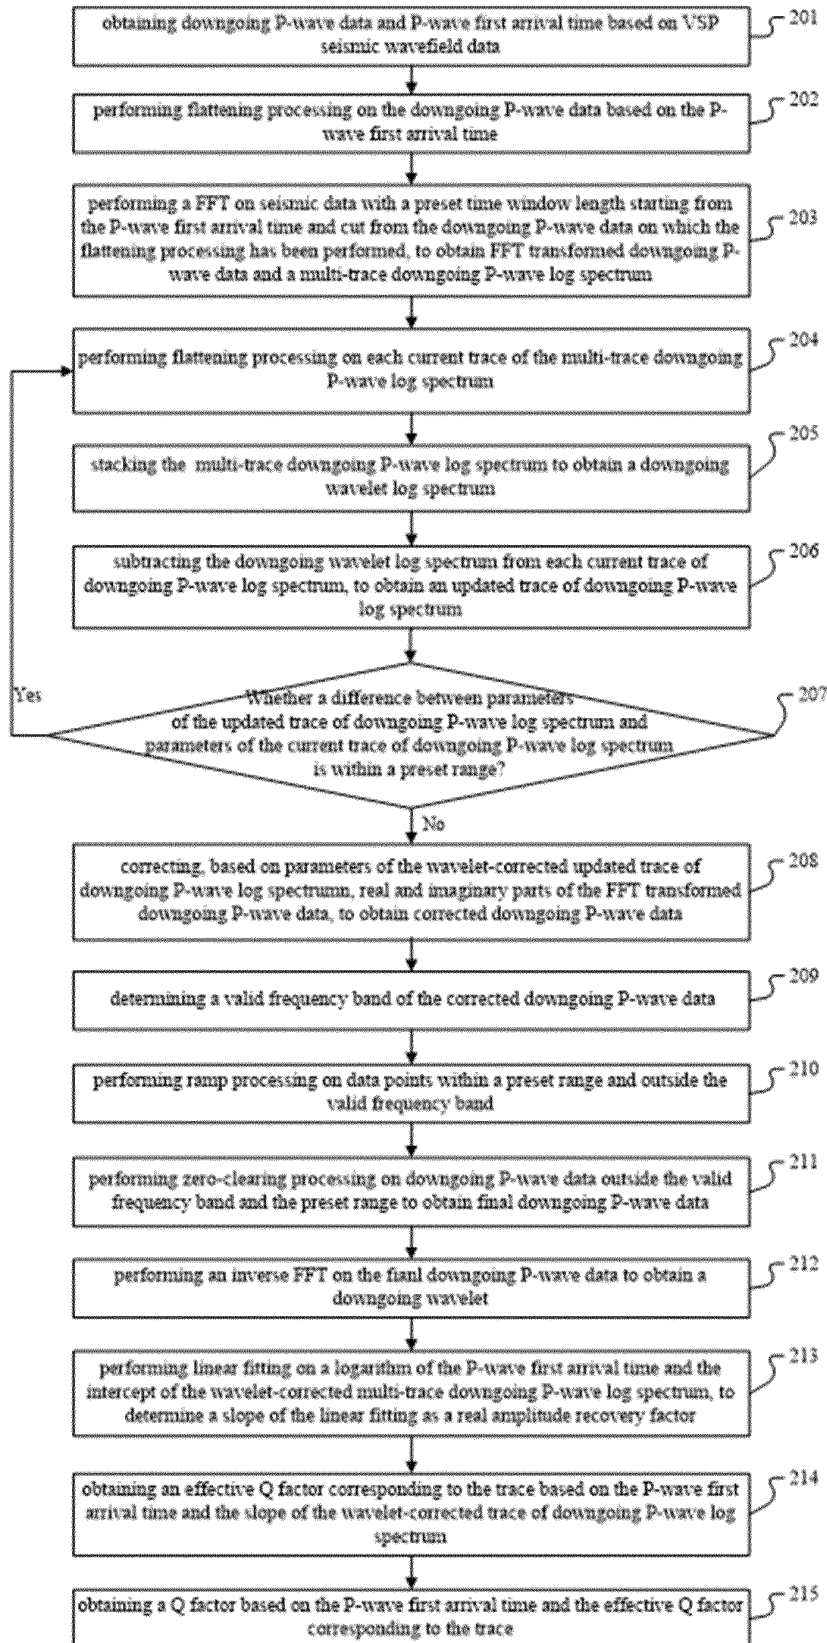 obtaining downgoing P-wave data and P-wave first arrival time based on VSP
seismic wavefield data
201
performing flattening processing on the downgoing P-wave data based on the P-
wave first arrival time
202
performing a FFT on seismic data with a preset time window length starting from
the P-wave first arrival time and cut from the downgoing P-wave data on which the
flattening processing has been performed, to obtain FFT transformed downgoing P-
wave data and a multi-trace downgoing P-wave log spectrum
203
performing flattening processing on each current trace of the multi-trace downgoing
P-wave log spectrum
204
stacking the multi-trace downgoing P-wave log spectrum to obtain a downgoing
wavelet log spectrum
205
subtracting the downgoing wavelet log spectrum from each current trace of
downgoing P-wave log spectrum, to obtain an updated trace of downgoing P-wave
log spectrum
206
Yes
Whether a difference between parameters
of the updated trace of downgoing P-wave log spectrum and
parameters of the current trace of downgoing P-wave log spectrum
is within a preset range?
207
No
correcting, based on parameters of the wavelet-corrected updated trace of
downgoing P-wave log spectrumn, real and imaginary parts of the FFT transformed
downgoing P-wave data, to obtain corrected downgoing P-wave data
208
determining a valid frequency band of the corrected downgoing P-wave data
209
performing ramp processing on data points within a preset range and outside the
valid frequency band
210
performing zero-clearing processing on downgoing P-wave data outside the valid
frequency band and the preset range to obtain final downgoing P-wave data
211
performing an inverse FFT on the fianl downgoing P-wave data to obtain a
downgoing wavelet
212
performing linear fitting on a logarithm of the P-wave first arrival time and the
intercept of the wavelet-corrected multi-trace downgoing P-wave log spectrum, to
determine a slope of the linear fitting as a real amplitude recovery factor
213
obtaining an effective Q factor corresponding to the trace based on the P-wave first
arrival time and the slope of the wavelet-corrected trace of downgoing P-wave log
spectrum
214
obtaining a Q factor based on the P-wave first arrival time and the effective Q factor
corresponding to the trace
215